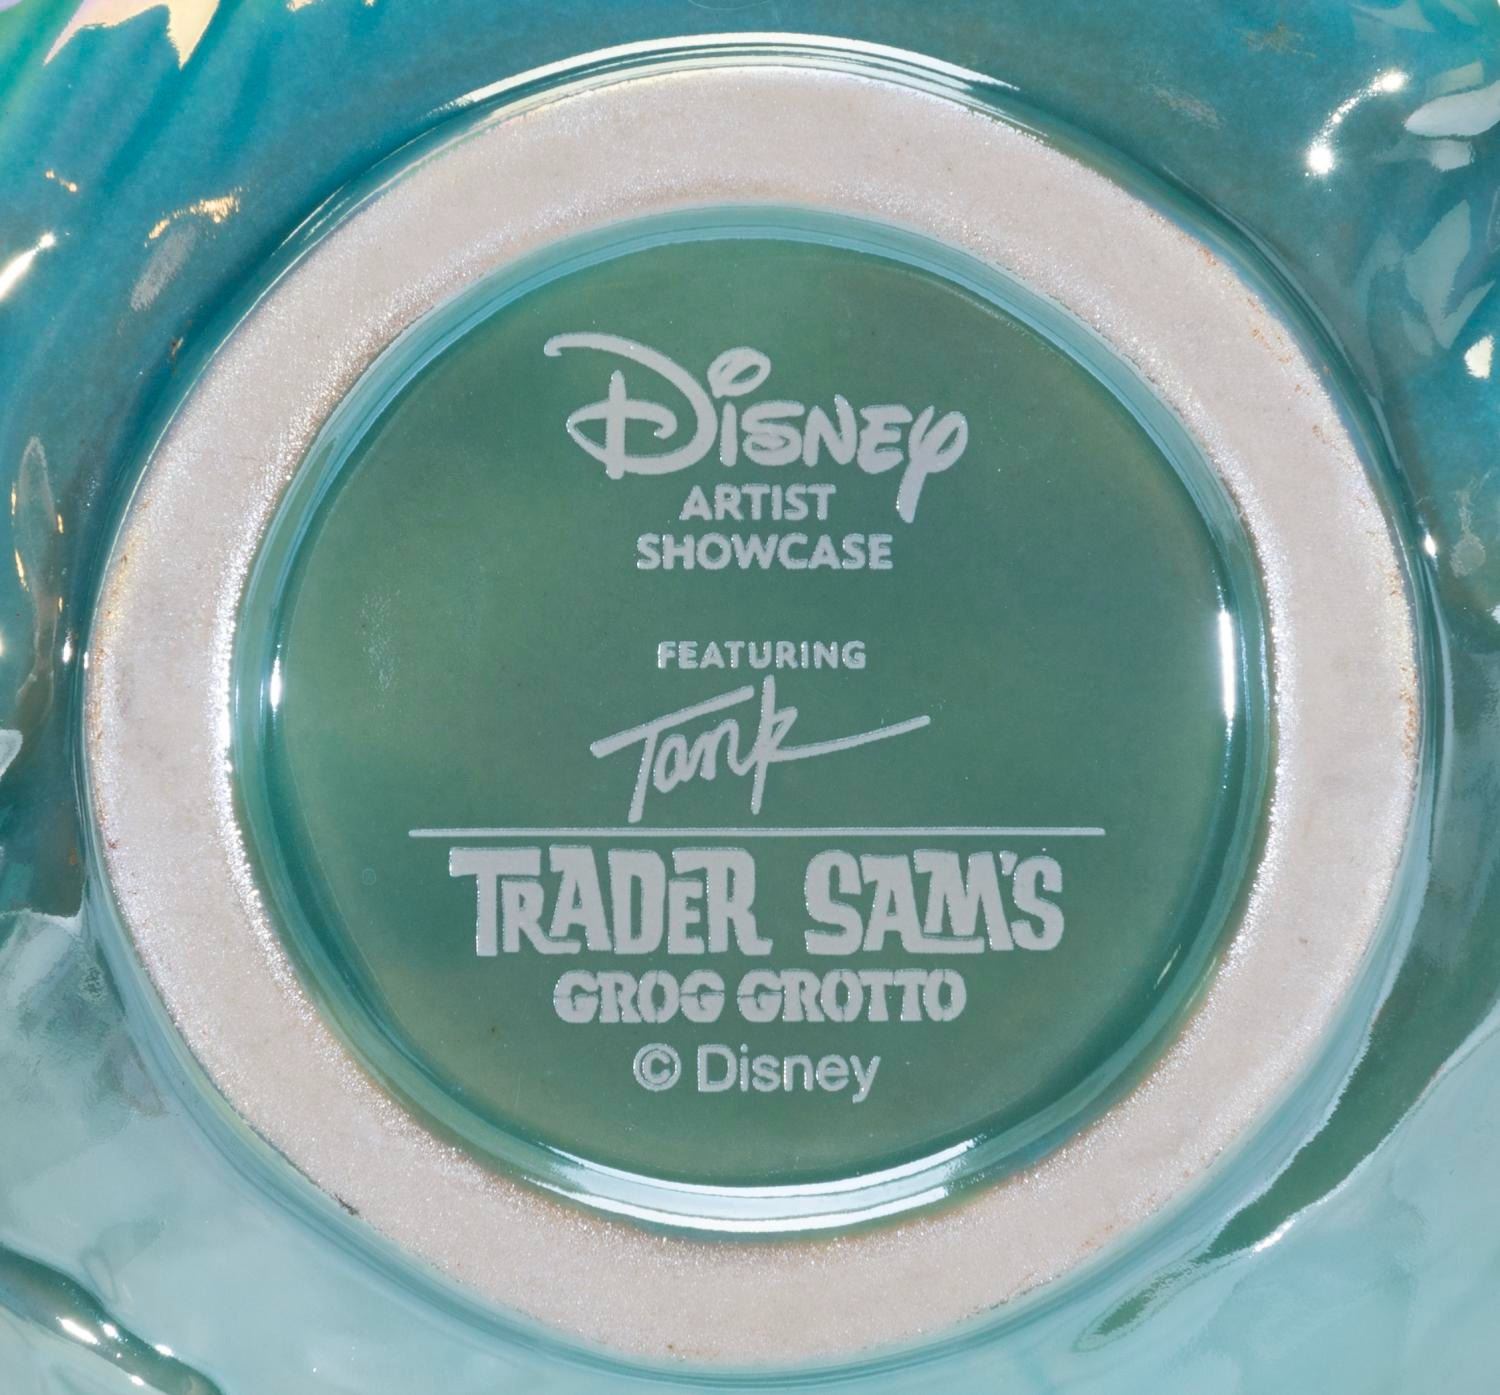 Disney
ARTIST
SHOWCASE
FEATURING
Tank
TRADER SAM'S
GROG GROTTO
© Disney